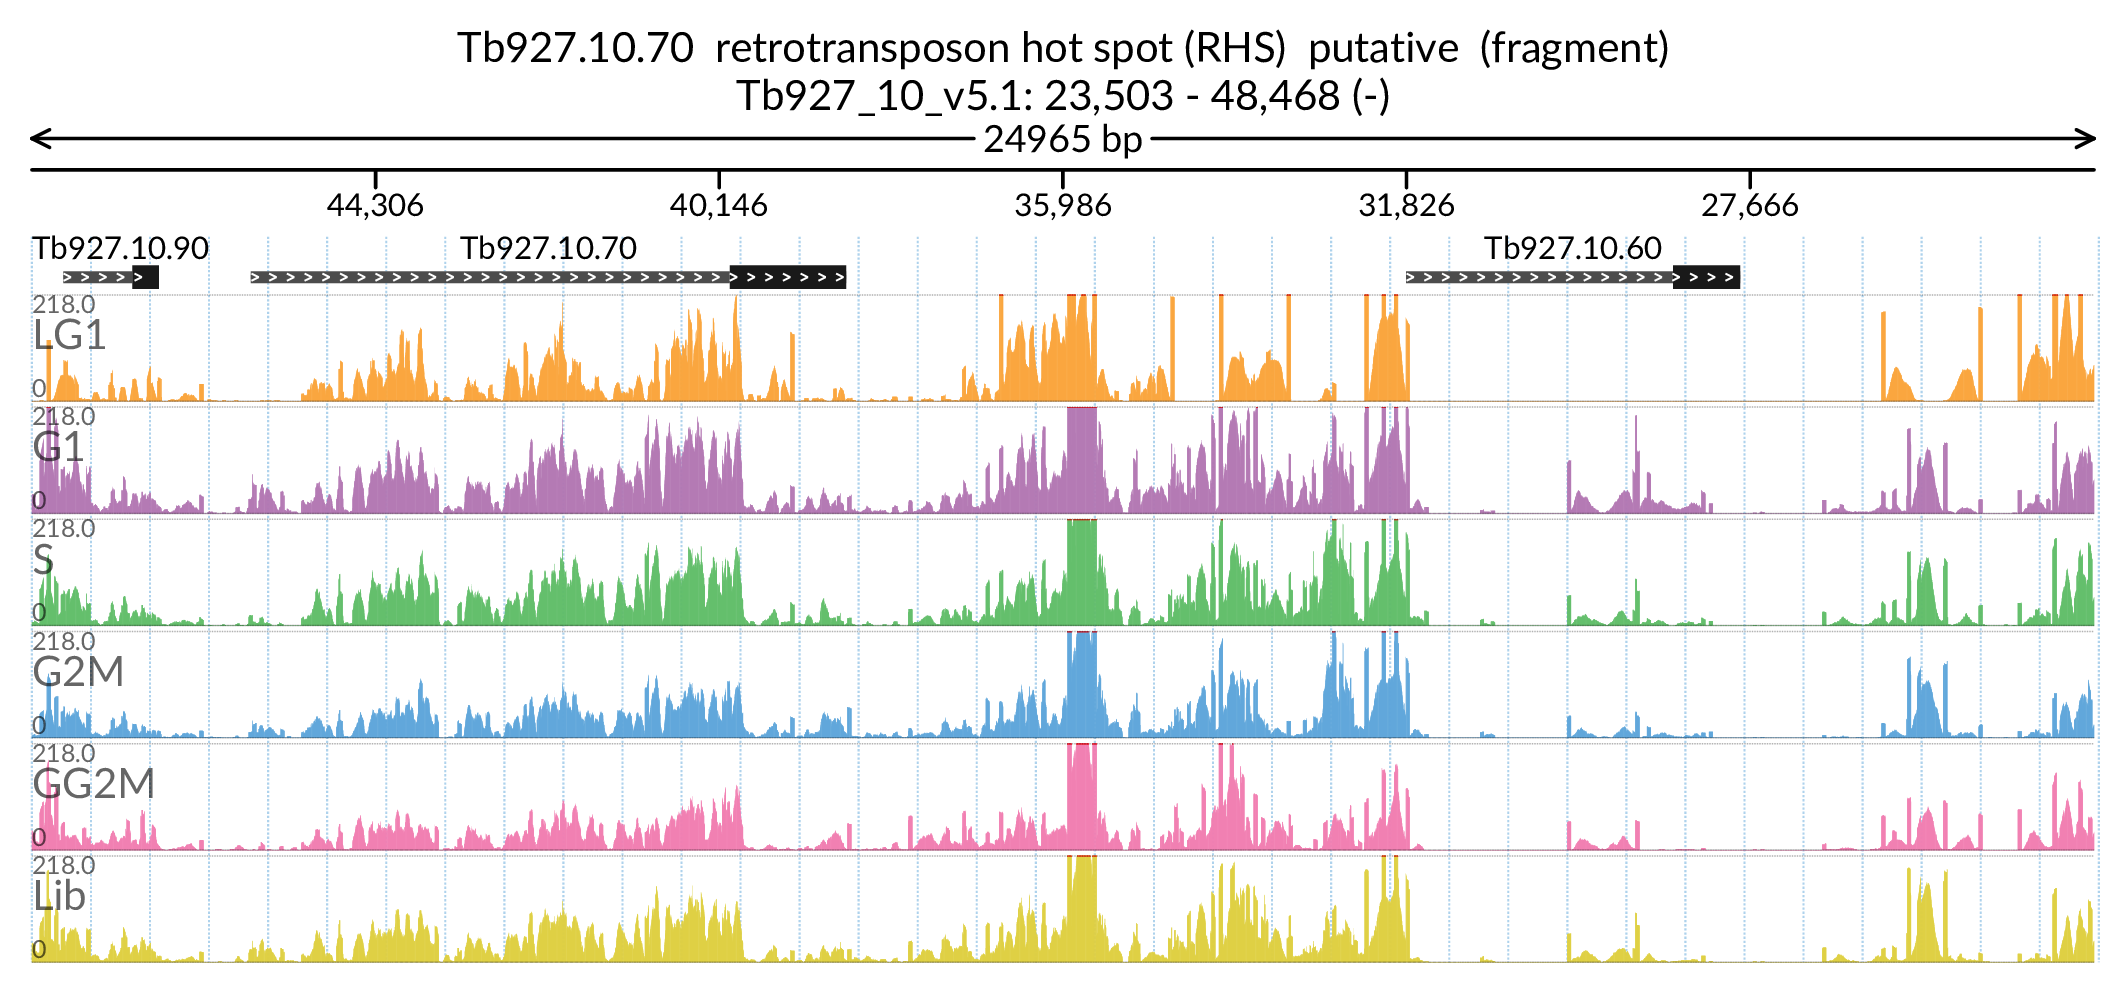 Tb927.10.70 retrotransposon hot spot (RHS) putative (fragment)
Tb927_10_v5.1: 23,503 - 48,468 (-)
24965 bp
44,306 40,146 35,986 31,826 27,666
Tb927.10.90 Tb927.10.70 Tb927.10.60
218.0
LG1
0
218.0
G1
0
218.0
S
0
218.0
G2M
0
218.0
GG2M
0
218.0
Lib
0